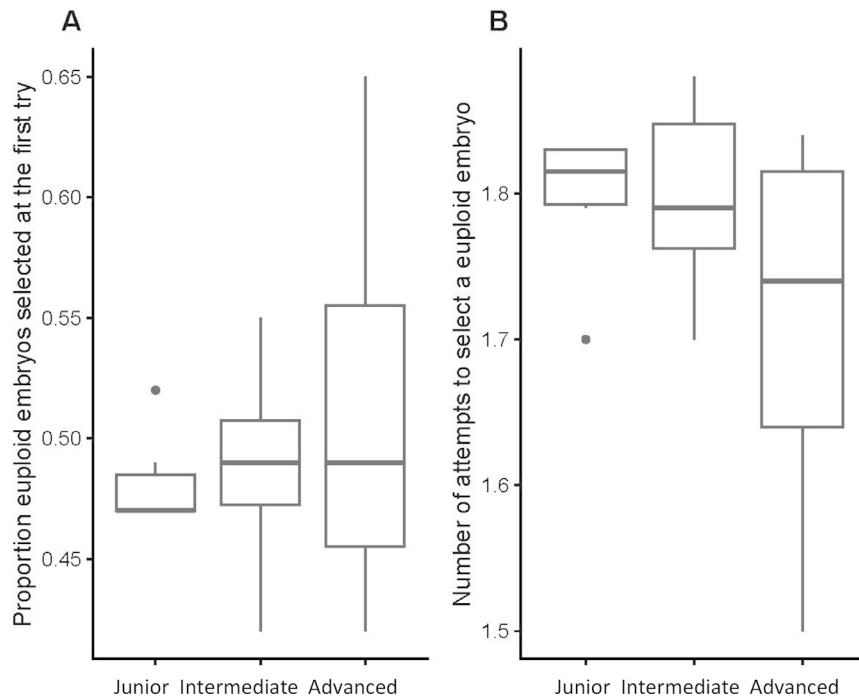 A
Proportion euploid embryos selected at the first try
0.65
0.60
0.55
0.50
0.45
Junior Intermediate Advanced
B
Number of attempts to select a euploid embryo
1.8
1.7
1.6
1.5
Junior Intermediate Advanced